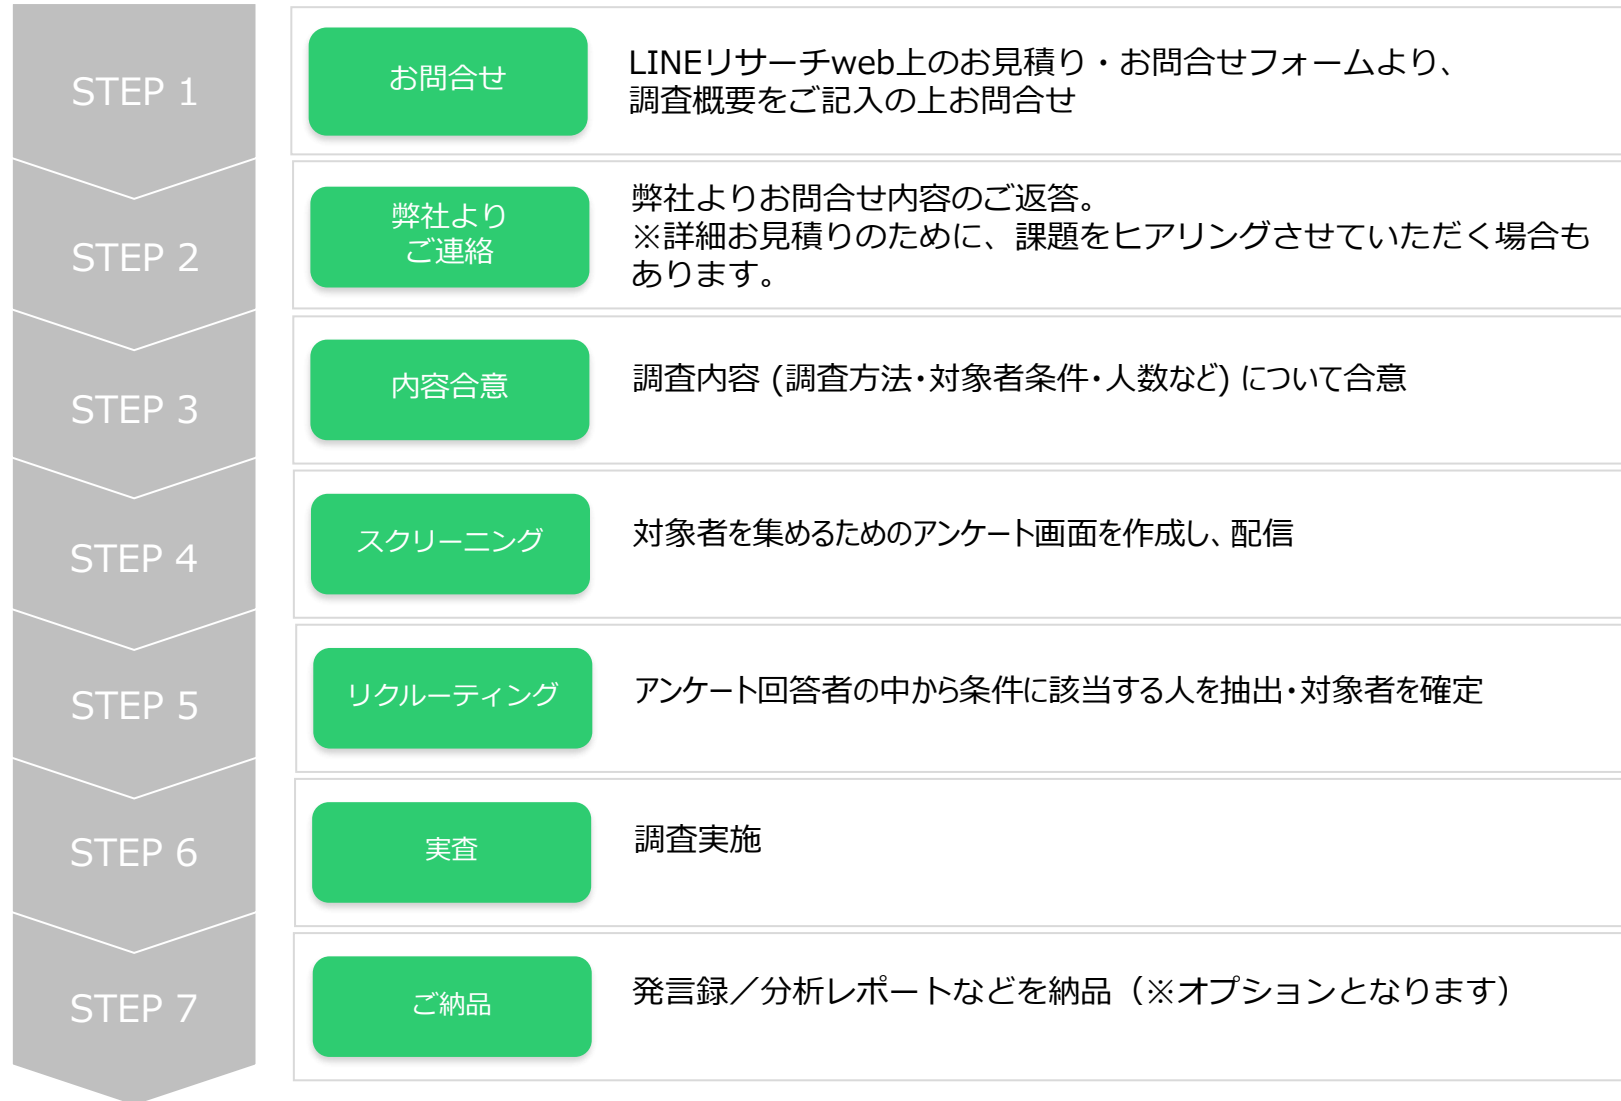 STEP 1
お問合せ
LINEリサーチweb上のお見積り・お問合せフォームより、
調査概要をご記入の上お問合せ
STEP 2
弊社より
ご連絡
弊社よりお問合せ内容のご返答。
※詳細お見積りのために、課題をヒアリングさせていただく場合も
あります。
STEP 3
内容合意
調査内容 (調査方法・対象者条件・人数など) について合意
STEP 4
スクリーニング
対象者を集めるためのアンケート画面を作成し、配信
STEP 5
リクルーティング
アンケート回答者の中から条件に該当する人を抽出・対象者を確定
STEP 6
実査
調査実施
STEP 7
ご納品
発言録／分析レポートなどを納品（※オプションとなります）